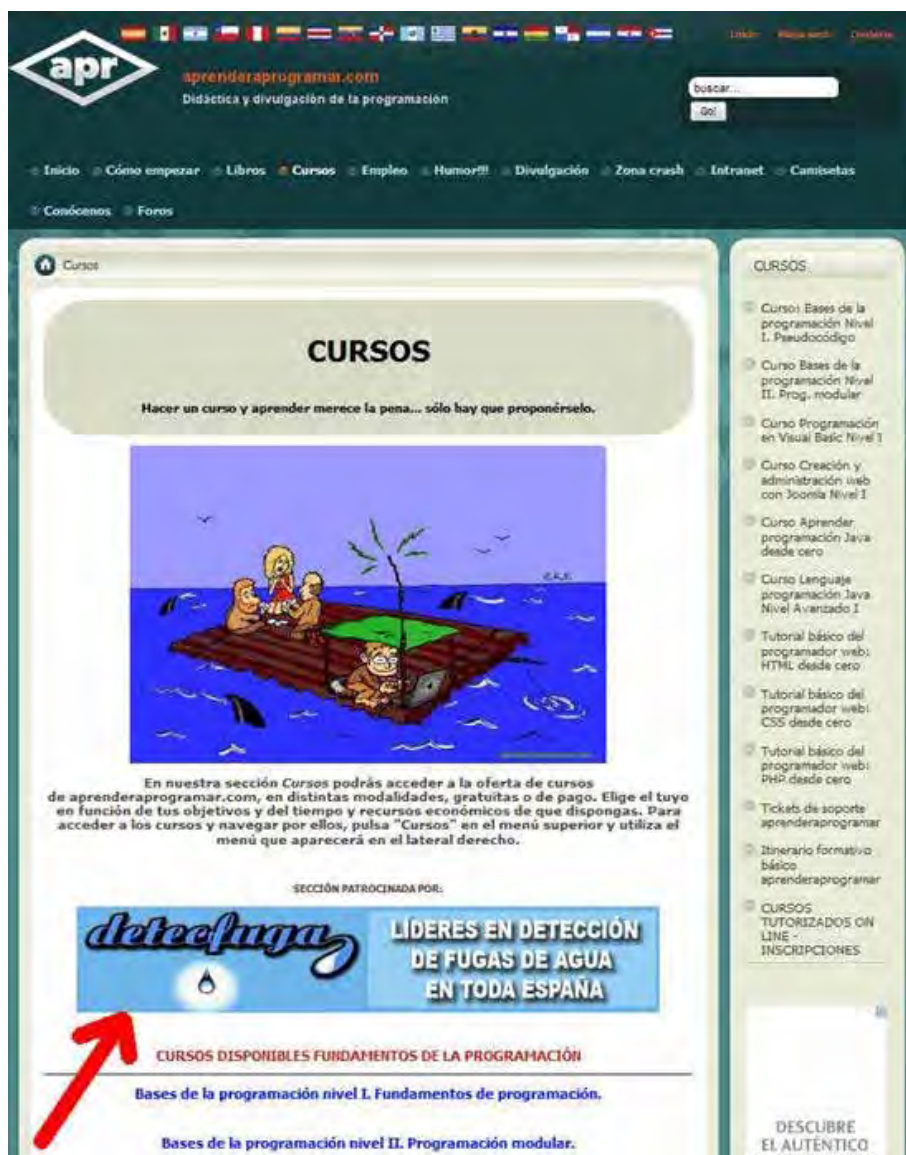 Inicio Mapa web Contacto
apr
aprenderaprogramar.com
Didáctica y divulgación de la programación
buscar...
Go!
Inicio Cómo empezar Libros Cursos Empleo Humor!!! Divulgación Zona crash Intranet Camisetas
Conócenos Foros
Cursos
CURSOS
Hacer un curso y aprender merece la pena... sólo hay que proponérselo.
En nuestra sección Cursos podrás acceder a la oferta de cursos
de aprenderaprogramar.com, en distintas modalidades, gratuitas o de pago. Elige el tuyo
en función de tus objetivos y del tiempo y recursos económicos de que dispongas. Para
acceder a los cursos y navegar por ellos, pulsa "Cursos" en el menú superior y utiliza el
menú que aparecerá en el lateral derecho.
SECCIÓN PATROCINADA POR:
detecfuga
LÍDERES EN DETECCIÓN
DE FUGAS DE AGUA
EN TODA ESPAÑA
CURSOS DISPONIBLES FUNDAMENTOS DE LA PROGRAMACIÓN
Bases de la programación nivel I. Fundamentos de programación.
Bases de la programación nivel II. Programación modular.
CURSOS
Curso: Bases de la
programación Nivel
I. Pseudocódigo
Curso Bases de la
programación Nivel
II. Prog. modular
Curso Programación
en Visual Basic Nivel I
Curso Creación y
administración web
con Joomla Nivel I
Curso Aprender
programación Java
desde cero
Curso Lenguaje
programación Java
Nivel Avanzado I
Tutorial básico del
programador web:
HTML desde cero
Tutorial básico del
programador web:
CSS desde cero
Tutorial básico del
programador web:
PHP desde cero
Tickets de soporte
aprenderaprogramar
Itinerario formativo
básico
aprenderaprogramar
CURSOS
TUTORIZADOS ON
LINE -
INSCRIPCIONES
DESCUBRE
EL AUTÉNTICO